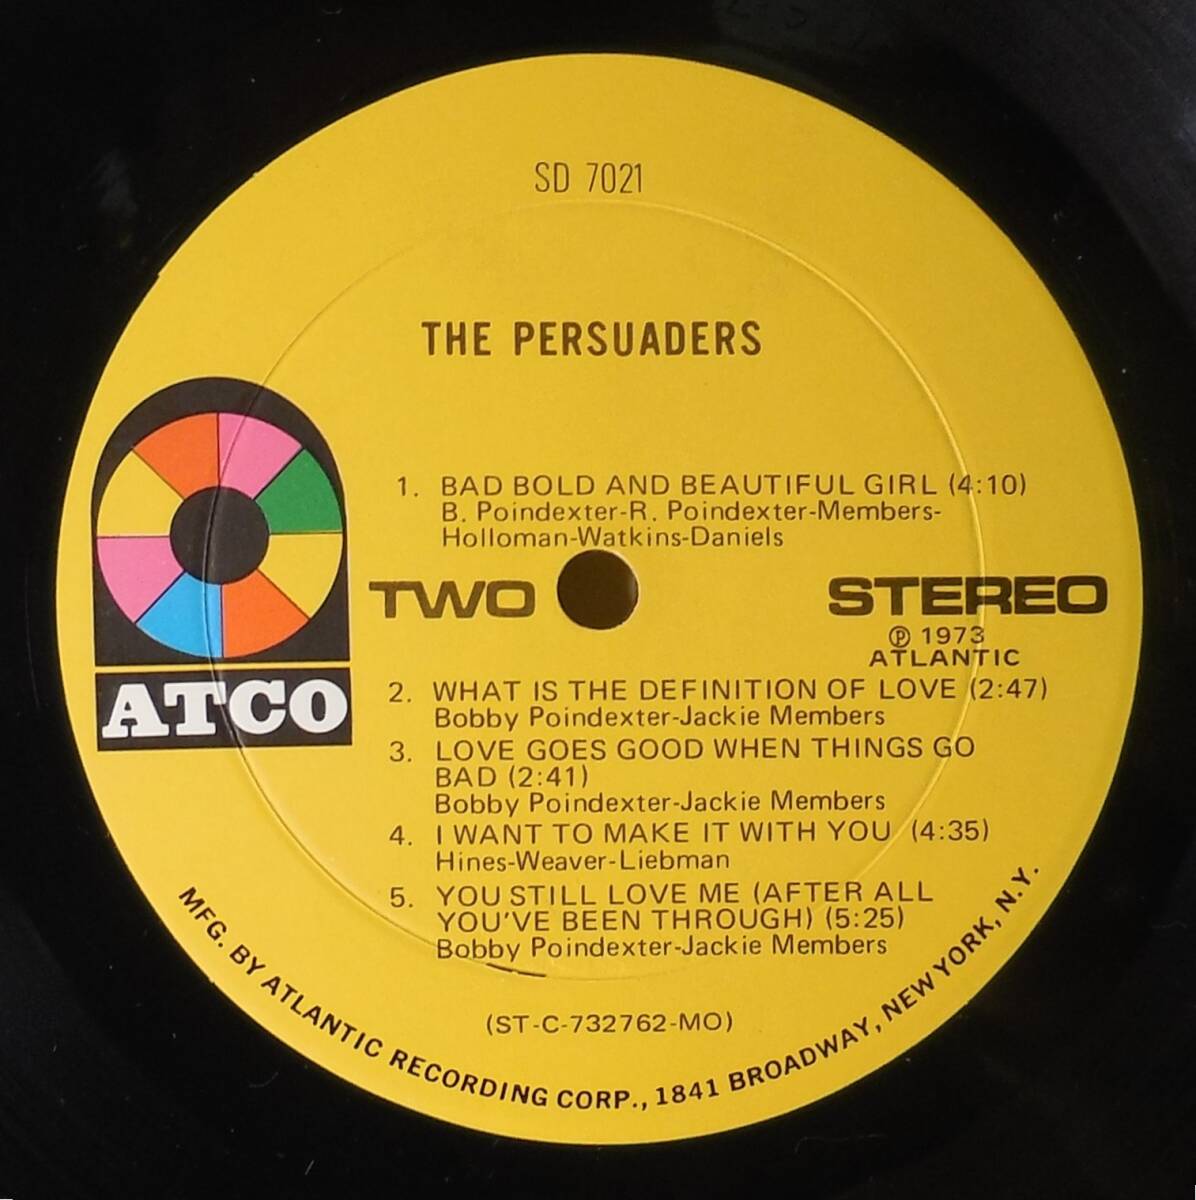 SD 7021
THE PERSUADERS
1. BAD BOLD AND BEAUTIFUL GIRL (4:10)
B. Poindexter-R. Poindexter-Members-
Holloman-Watkins-Daniels
TWO
STEREO
Ⓟ 1973
ATLANTIC
ATCO
2. WHAT IS THE DEFINITION OF LOVE (2:47)
Bobby Poindexter-Jackie Members
3. LOVE GOES GOOD WHEN THINGS GO
BAD (2:41)
Bobby Poindexter-Jackie Members
4. I WANT TO MAKE IT WITH YOU (4:35)
Hines-Weaver-Liebman
5. YOU STILL LOVE ME (AFTER ALL
YOU'VE BEEN THROUGH) (5:25)
Bobby Poindexter-Jackie Members
(ST-C-732762-MO)
MFG. BY ATLANTIC RECORDING CORP., 1841 BROADWAY, NEW YORK, N.Y.